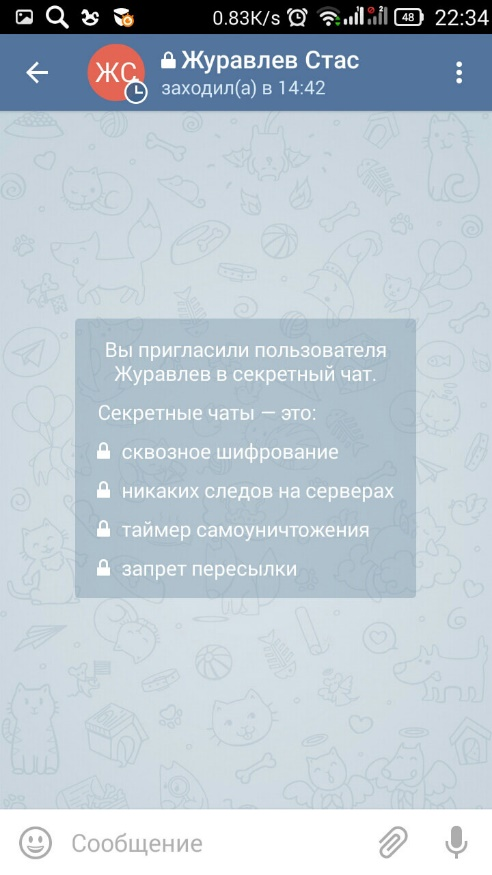 0.83K/s 48 22:34
ЖС Журавлев Стас
заходил(а) в 14:42
Вы пригласили пользователя
Журавлев в секретный чат.
Секретные чаты — это:
сквозное шифрование
никаких следов на серверах
таймер самоуничтожения
запрет пересылки
Сообщение